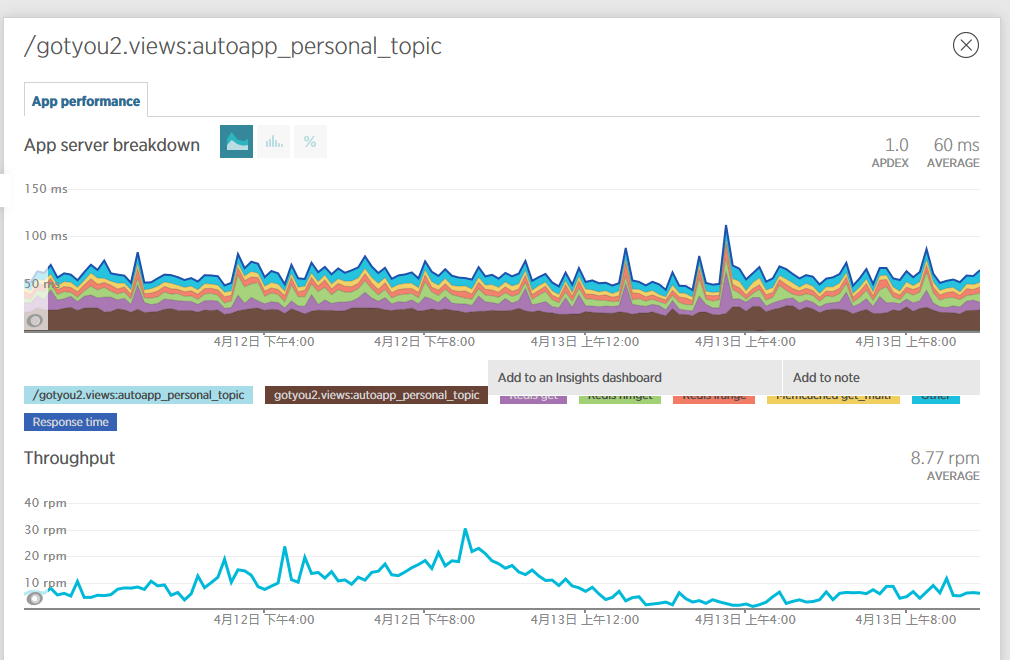 /gotyou2.views:autoapp_personal_topic
App performance
App server breakdown
%
1.0
APDEX
60 ms
AVERAGE
150 ms
100 ms
50 ms
4月12日 下午4:00
4月12日 下午8:00
4月13日 上午12:00
4月13日 上午4:00
4月13日 上午8:00
Add to an Insights dashboard
Add to note
/gotyou2.views:autoapp_personal_topic
gotyou2.views:autoapp_personal_topic
Redis get
Redis hmget
Redis lrange
Memcached get_multi
Other
Response time
Throughput
8.77 rpm
AVERAGE
40 rpm
30 rpm
20 rpm
10 rpm
4月12日 下午4:00
4月12日 下午8:00
4月13日 上午12:00
4月13日 上午4:00
4月13日 上午8:00